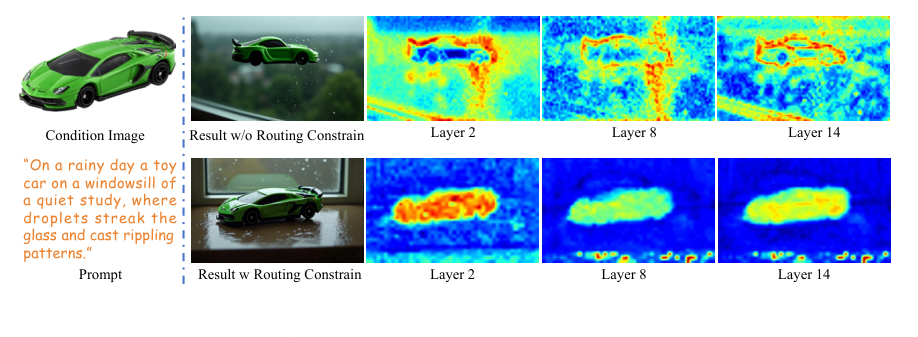 Condition Image
Result w/o Routing Constrain
Layer 2
Layer 8
Layer 14
“On a rainy day a toy
car on a windowsill of
a quiet study, where
droplets streak the
glass and cast rippling
patterns.”
Prompt
Result w Routing Constrain
Layer 2
Layer 8
Layer 14